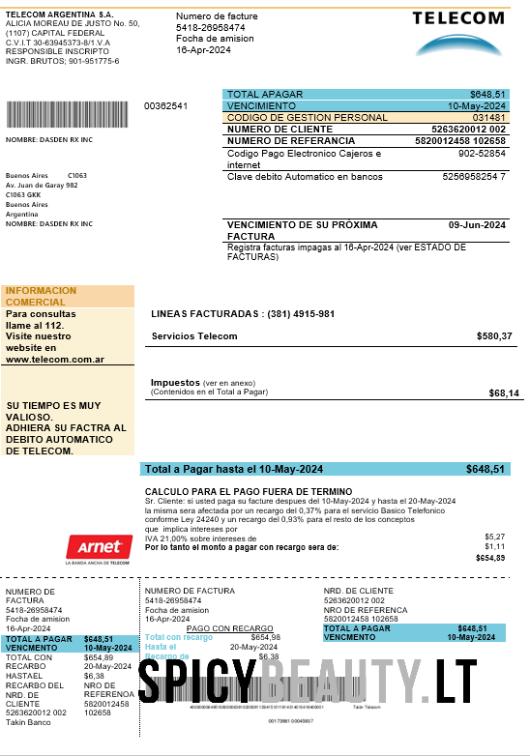 TELECOM ARGENTINA S.A.
ALICIA MOREAU DE JUSTO No. 50,
(1107) CAPITAL FEDERAL
C.V.I.T 30-63945373-8/1.V.A
RESPONSIBLE INSCRIPTO
INGR. BRUTOS; 901-951775-6
Numero de facture
5418-26958474
Focha de amision
16-Apr-2024
TELECOM
00362541
NOMBRE: DASDEN RX INC
Buenos Aires C1063
Av. Juan de Garay 982
C1063 GKK
Buenos Aires
Argentina
NOMBRE: DASDEN RX INC
TOTAL APAGAR $648,51
VENCIMIENTO 10-May-2024
CODIGO DE GESTION PERSONAL 031481
NUMERO DE CLIENTE 5263620012 002
NUMERO DE REFERANCIA 5820012458 102658
Codigo Pago Electronico Cajeros e 902-52854
internet
Clave debito Automatico en bancos 5256958254 7
VENCIMIENTO DE SU PRÓXIMA 09-Jun-2024
FACTURA
Registra facturas impagas al 16-Apr-2024 (ver ESTADO DE
FACTURAS)
INFORMACION
COMERCIAL
Para consultas
llame al 112.
Visite nuestro
website en
www.telecom.com.ar
SU TIEMPO ES MUY
VALIOSO.
ADHIERA SU FACTRA AL
DEBITO AUTOMATICO
DE TELECOM.
LINEAS FACTURADAS : (381) 4915-981
Servicios Telecom $580,37
Impuestos (ver en anexo)
(Contenidos en el Total a Pagar) $68,14
Total a Pagar hasta el 10-May-2024 $648,51
CALCULO PARA EL PAGO FUERA DE TERMINO
Sr. Cliente: si usted paga su facture despues del 10-May-2024 y hasta el 20-May-2024
la misma sera afectada por un recargo del 0,37% para el servicio Basico Telefonico
conforme Ley 24240 y un recargo del 0,93% para el resto de los conceptos
que implica intereses por $5,27
IVA 21,00% sobre intereses de $1,11
Por lo tanto el monto a pagar con recargo sera de: $654,89
Arnet
LA BANDA ANCHA DE TELECOM
NUMERO DE
FACTURA
5418-26958474
Focha de amision
16-Apr-2024
TOTAL A PAGAR $648,51
VENCMENTO 10-May-2024
TOTAL CON $654,89
RECARBO 20-May-2024
HASTAEL $6,38
RECARBO DEL NRO DE
NRD. DE REFERENOA
CLIENTE 5820012458
5263620012 002 102658
Takin Banco
NUMERO DE FACTURA
5418-26958474
Focha de amision
16-Apr-2024
PAGO CON RECARGO
Total con recargo $654,98
Hasta el 20-May-2024
Recargo de $6,38
NRD. DE CLIENTE
5263620012 002
NRO DE REFERENCA
5820012458 102658
TOTAL A PAGAR $648,51
VENCMENTO 10-May-2024
SPICYBEAUTY.LT
Takin Telecom